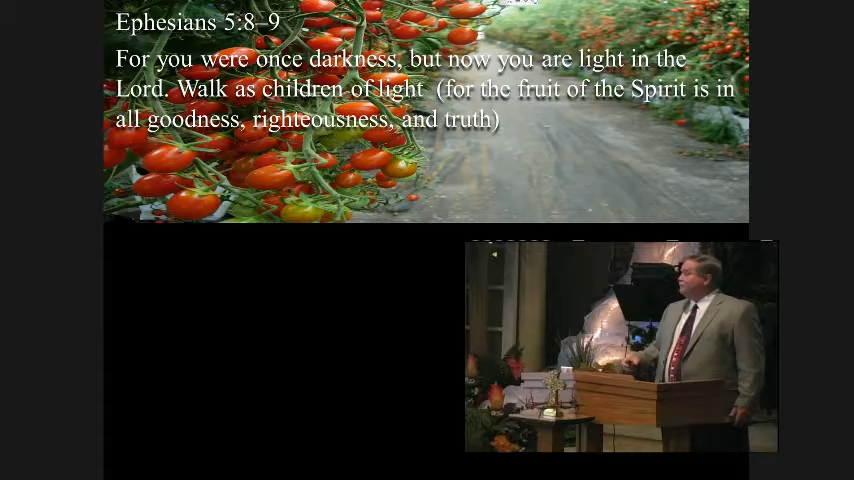 Ephesians 5:8–9
For you were once darkness, but now you are light in the
Lord. Walk as children of light (for the fruit of the Spirit is in
all goodness, righteousness, and truth)